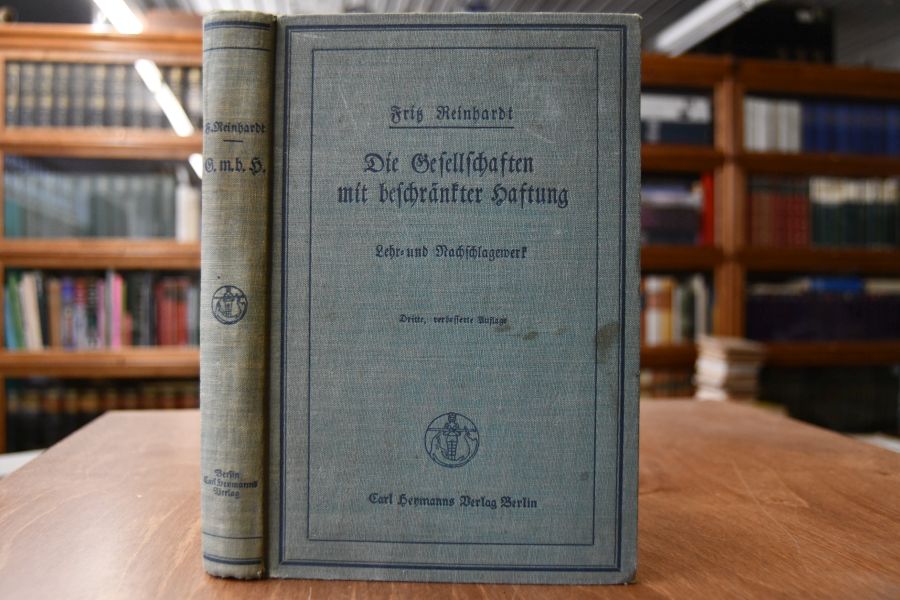 F. Reinhardt
G. m. b. H.
Berlin
Carl Heymanns
Verlag
Fritz Reinhardt
Die Gesellschaften
mit beschränkter Haftung
Lehr- und Nachschlagewerk
Dritte, verbesserte Auflage
Carl Heymanns Verlag Berlin